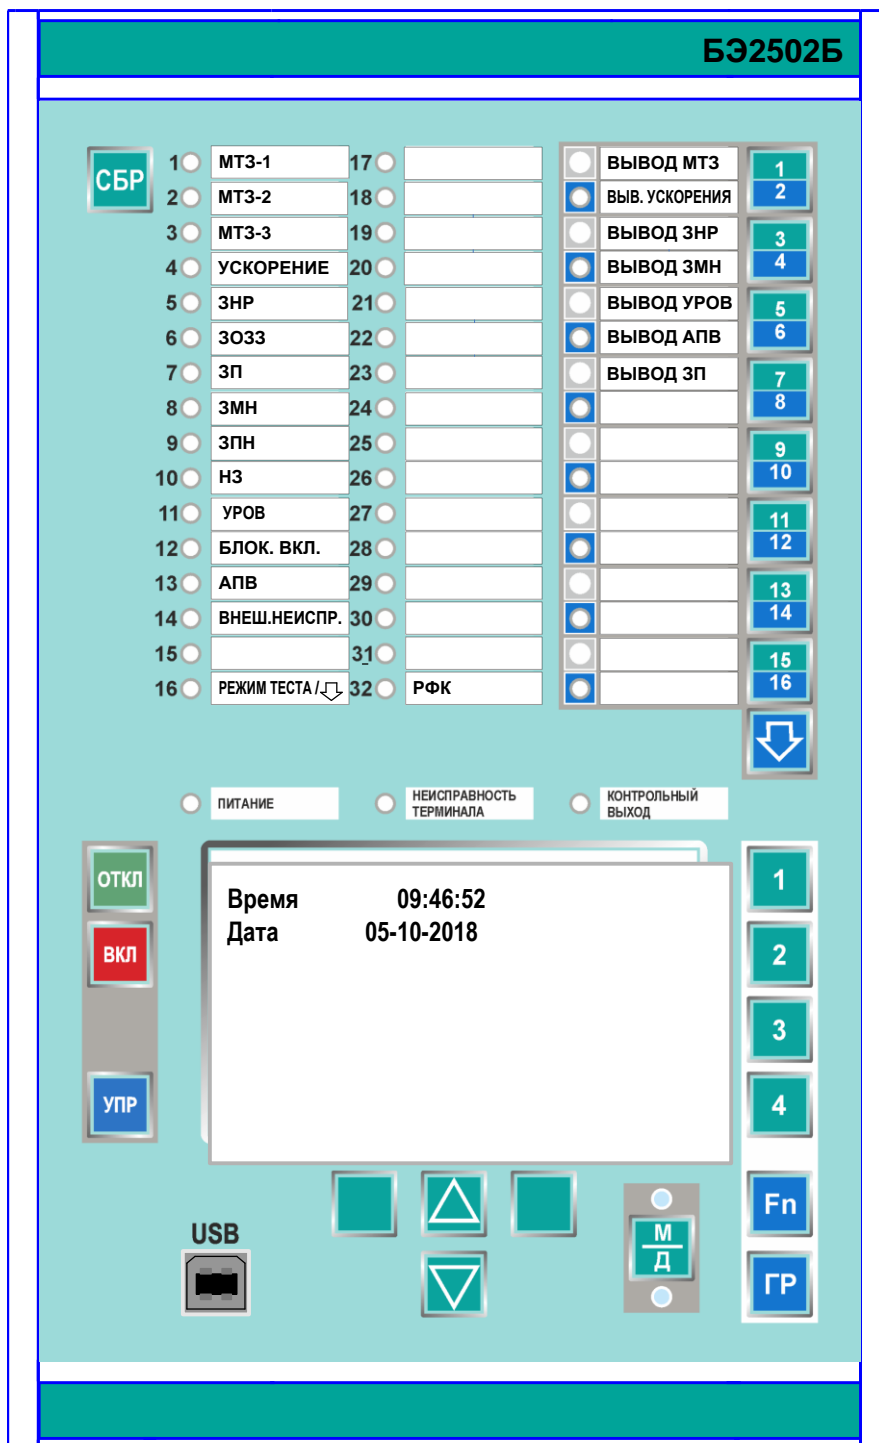 БЭ2502Б
СБР
1 МТЗ-1
2 МТЗ-2
3 МТЗ-3
4 УСКОРЕНИЕ
5 ЗНР
6 ЗОЗЗ
7 ЗП
8 ЗМН
9 ЗПН
10 НЗ
11 УРОВ
12 БЛОК. ВКЛ.
13 АПВ
14 ВНЕШ.НЕИСПР.
15
16 РЕЖИМ ТЕСТА /
17
18
19
20
21
22
23
24
25
26
27
28
29
30
31
32 РФК
ВЫВОД МТЗ
ВЫВ. УСКОРЕНИЯ
ВЫВОД ЗНР
ВЫВОД ЗМН
ВЫВОД УРОВ
ВЫВОД АПВ
ВЫВОД ЗП
1
2
3
4
5
6
7
8
9
10
11
12
13
14
15
16
ПИТАНИЕ
НЕИСПРАВНОСТЬ
ТЕРМИНАЛА
КОНТРОЛЬНЫЙ
ВЫХОД
ОТКЛ
ВКЛ
УПР
Время 09:46:52
Дата 05-10-2018
1
2
3
4
Fn
ГР
USB
М
Д